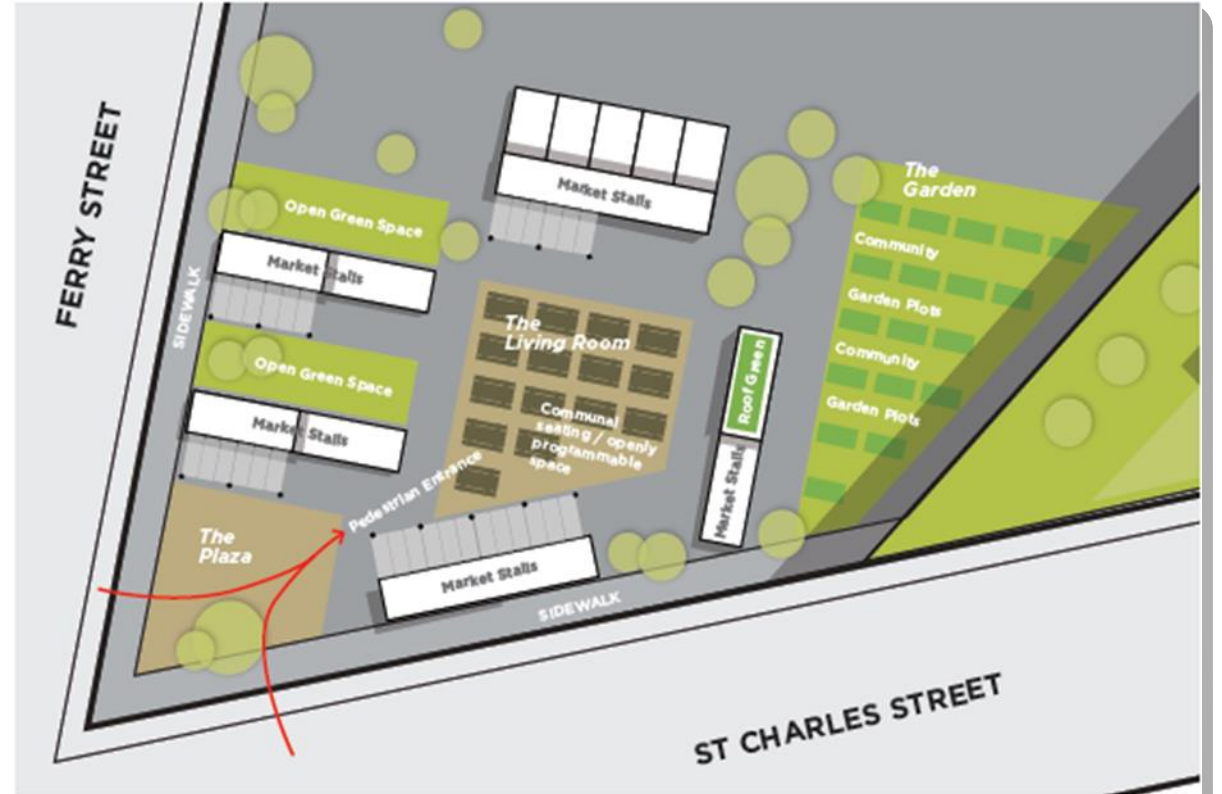 FERRY STREET
SIDEWALK
Open Green Space
Market Stalls
Open Green Space
Market Stalls
The
Plaza
Pedestrian Entrance
Market Stalls
The
Living Room
Communal
seating / openly
programmable
space
Market Stalls
SIDEWALK
Roof Green
Market Stalls
The
Garden
Community
Garden Plots
Community
Garden Plots
ST CHARLES STREET